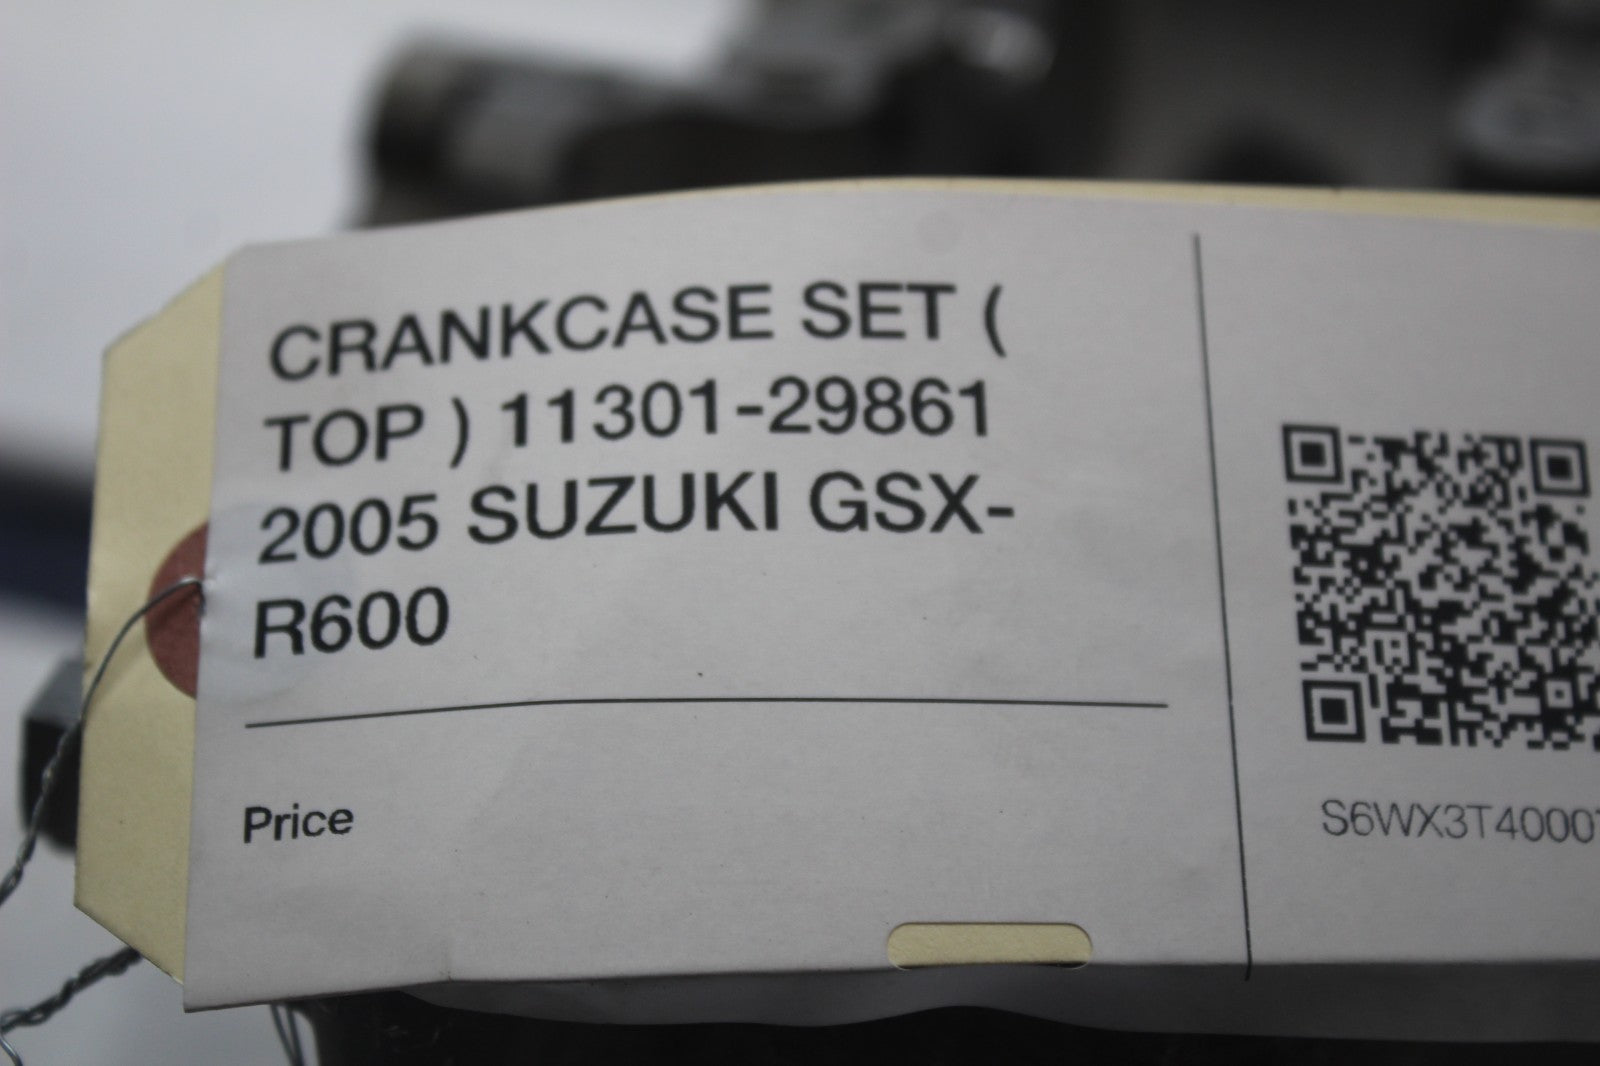 CRANKCASE SET (
TOP ) 11301-29861
2005 SUZUKI GSX-
R600
Price
S6WX3T4000